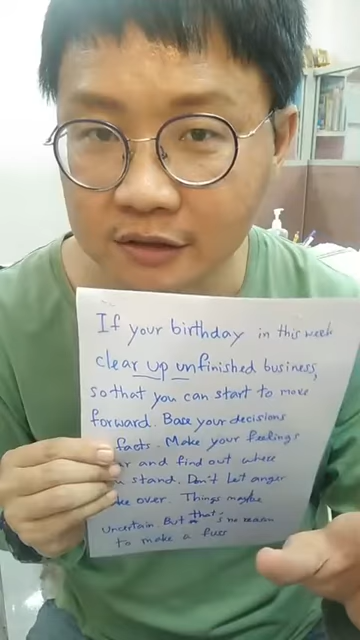 If your birthday in this week
clear up unfinished business,
so that you can start to move
forward. Base your decisions
facts. Make your feelings
and find out where
stand. Don't let anger
over. Things maybe
uncertain. But that's no reason
to make a fuss